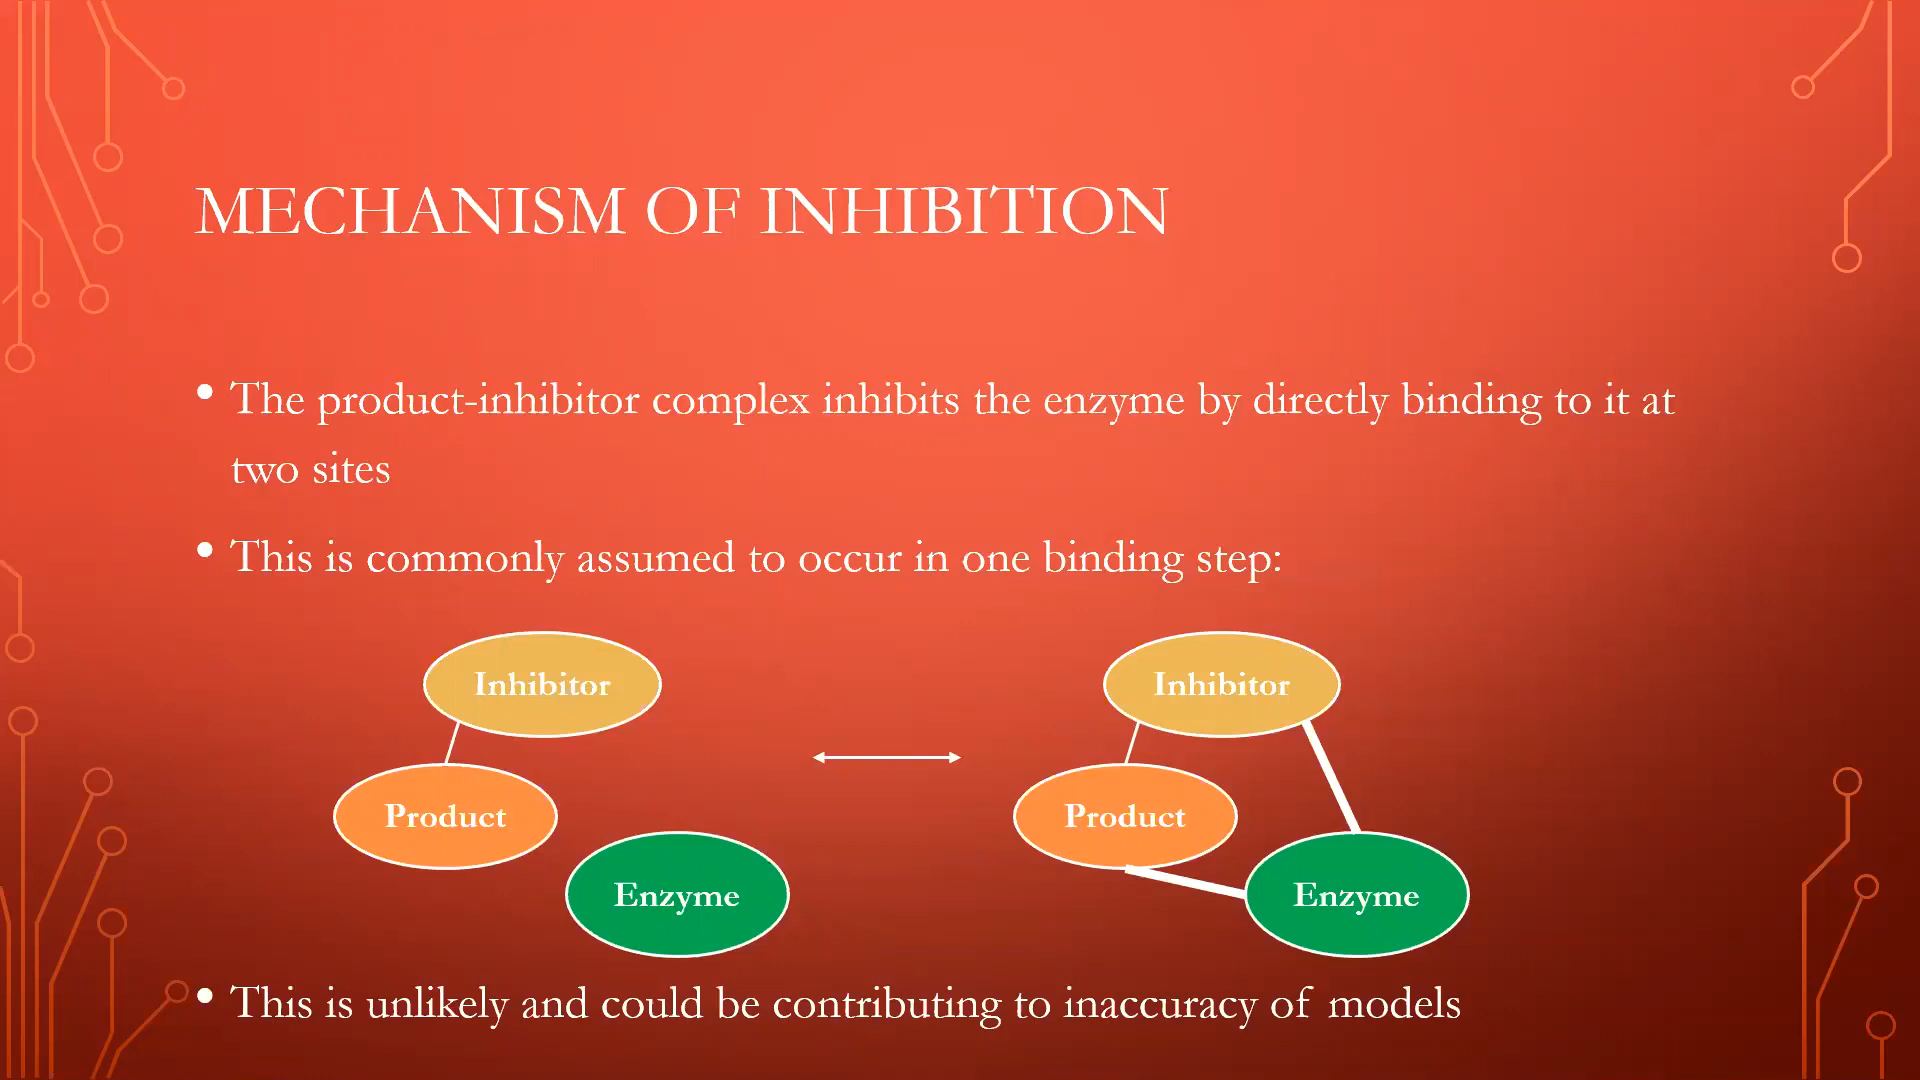 MECHANISM OF INHIBITION
• The product-inhibitor complex inhibits the enzyme by directly binding to it at
two sites
• This is commonly assumed to occur in one binding step:
Inhibitor
Product
Enzyme
Inhibitor
Product
Enzyme
• This is unlikely and could be contributing to inaccuracy of models